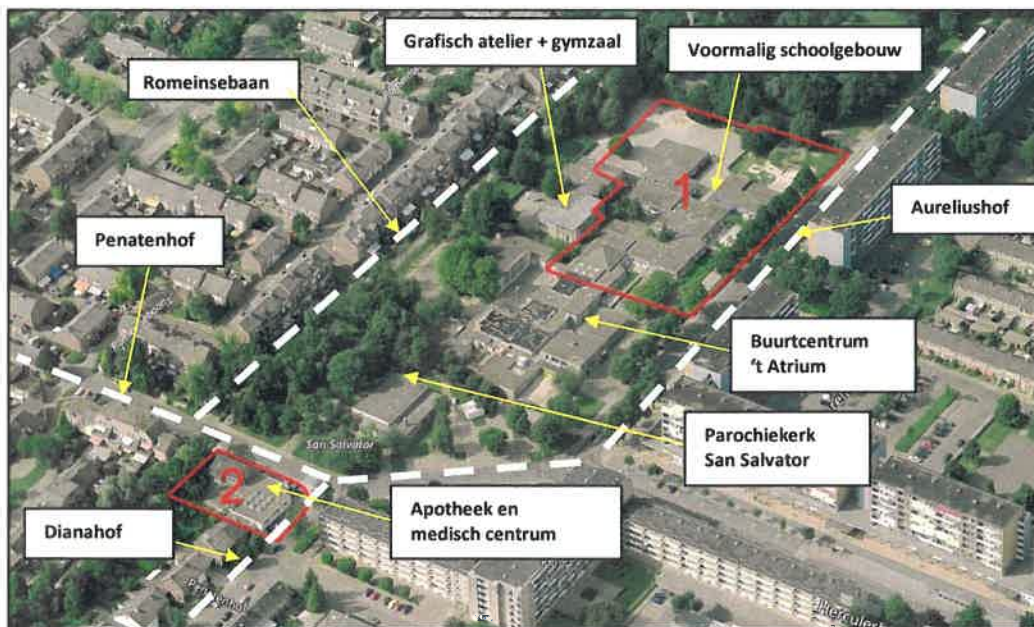 Grafisch atelier + gymzaal
Voormalig schoolgebouw
Romeinsebaan
1
Aureliushof
Penatenhof
Buurtcentrum
't Atrium
San Salvator
Parochiekerk
San Salvator
2
Apotheek en
medisch centrum
Dianahof
Penatenhof